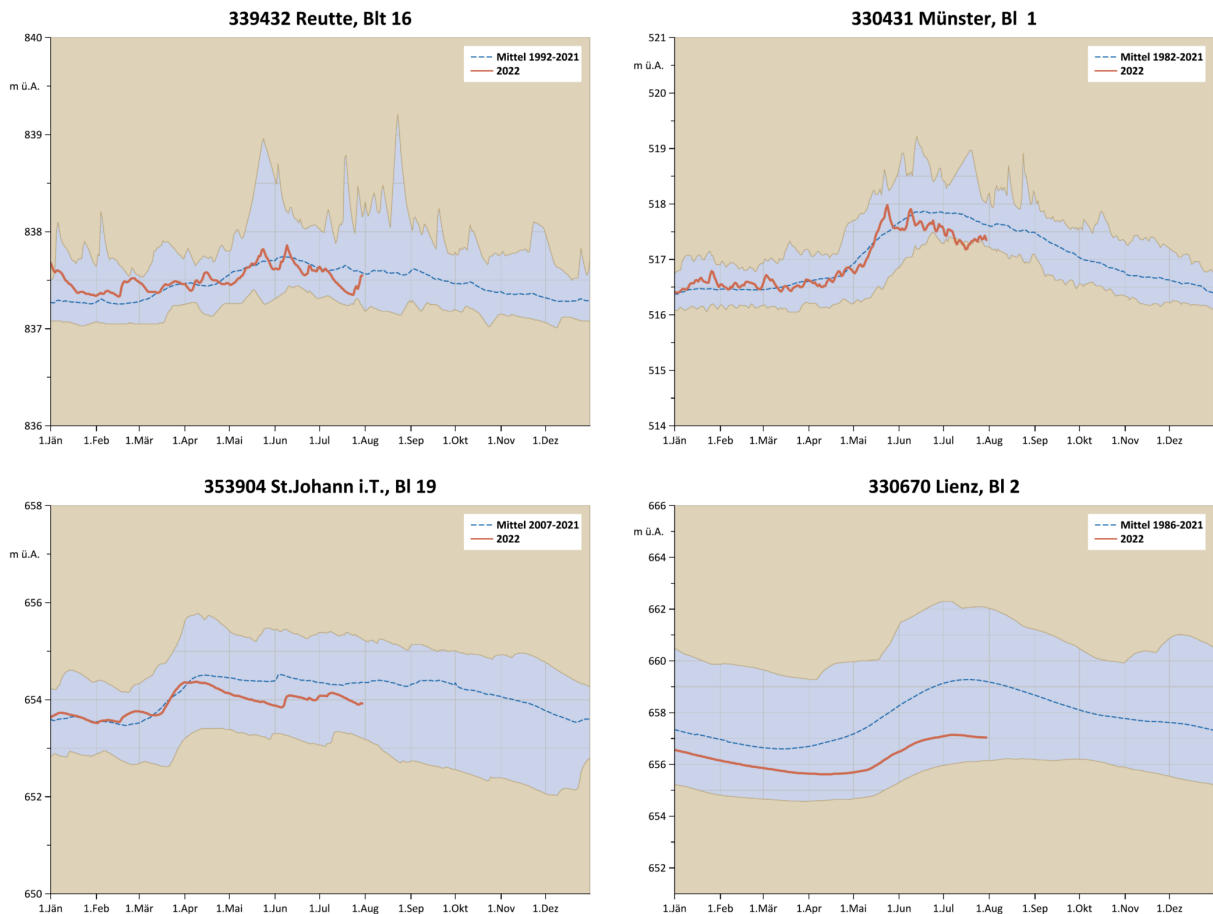 339432 Reutte, Blt 16
840
m ü.A.
839
838
837
836
Mittel 1992-2021
2022
1.Jän 1.Feb 1.Mär 1.Apr 1.Mai 1.Jun 1.Jul 1.Aug 1.Sep 1.Okt 1.Nov 1.Dez
330431 Münster, Bl 1
521
m ü.A.
520
519
518
517
516
515
514
Mittel 1982-2021
2022
1.Jän 1.Feb 1.Mär 1.Apr 1.Mai 1.Jun 1.Jul 1.Aug 1.Sep 1.Okt 1.Nov 1.Dez
353904 St.Johann i.T., Bl 19
658
m ü.A.
656
654
652
650
Mittel 2007-2021
2022
1.Jän 1.Feb 1.Mär 1.Apr 1.Mai 1.Jun 1.Jul 1.Aug 1.Sep 1.Okt 1.Nov 1.Dez
330670 Lienz, Bl 2
666
m ü.A.
664
662
660
658
656
654
652
Mittel 1986-2021
2022
1.Jän 1.Feb 1.Mär 1.Apr 1.Mai 1.Jun 1.Jul 1.Aug 1.Sep 1.Okt 1.Nov 1.Dez